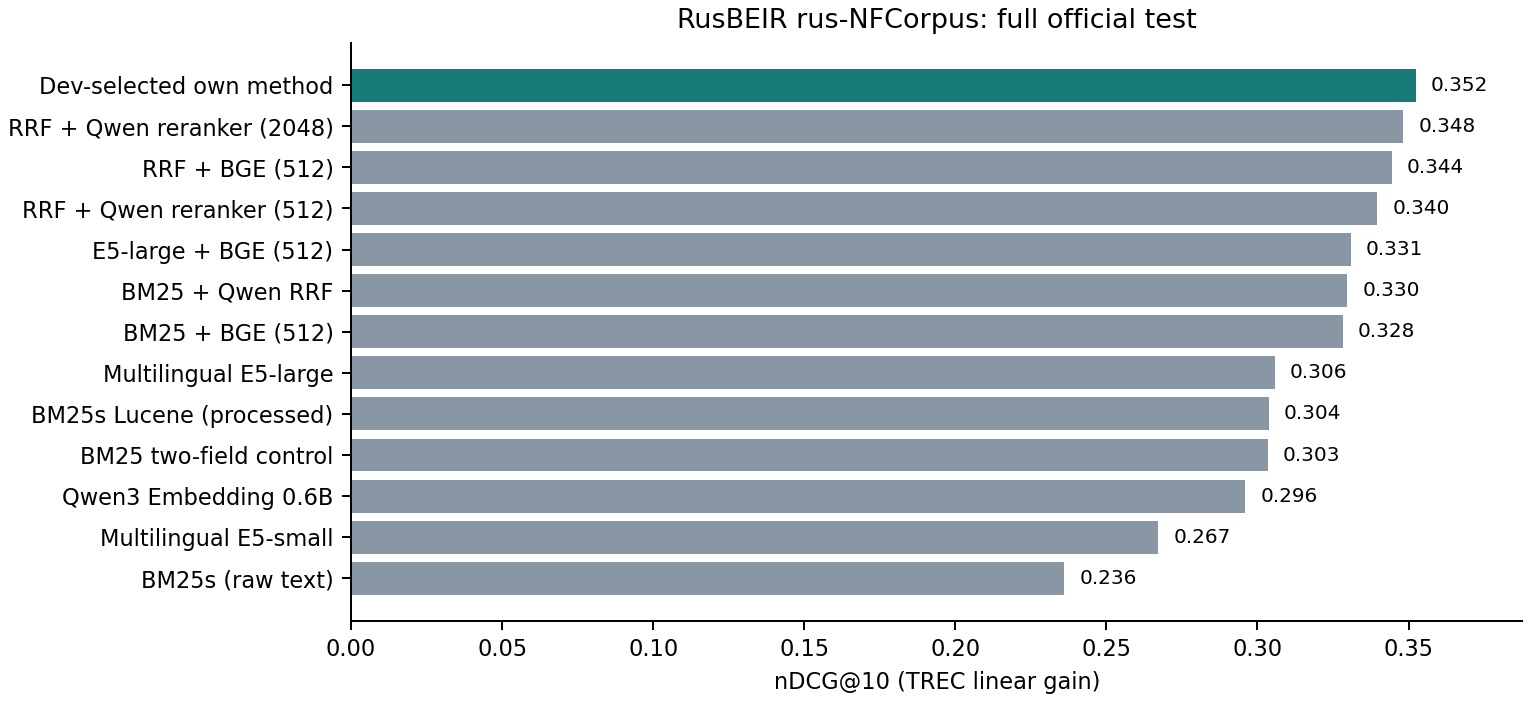 RusBEIR rus-NFCorpus: full official test
Dev-selected own method 0.352
RRF + Qwen reranker (2048) 0.348
RRF + BGE (512) 0.344
RRF + Qwen reranker (512) 0.340
E5-large + BGE (512) 0.331
BM25 + Qwen RRF 0.330
BM25 + BGE (512) 0.328
Multilingual E5-large 0.306
BM25s Lucene (processed) 0.304
BM25 two-field control 0.303
Qwen3 Embedding 0.6B 0.296
Multilingual E5-small 0.267
BM25s (raw text) 0.236
0.00 0.05 0.10 0.15 0.20 0.25 0.30 0.35
nDCG@10 (TREC linear gain)